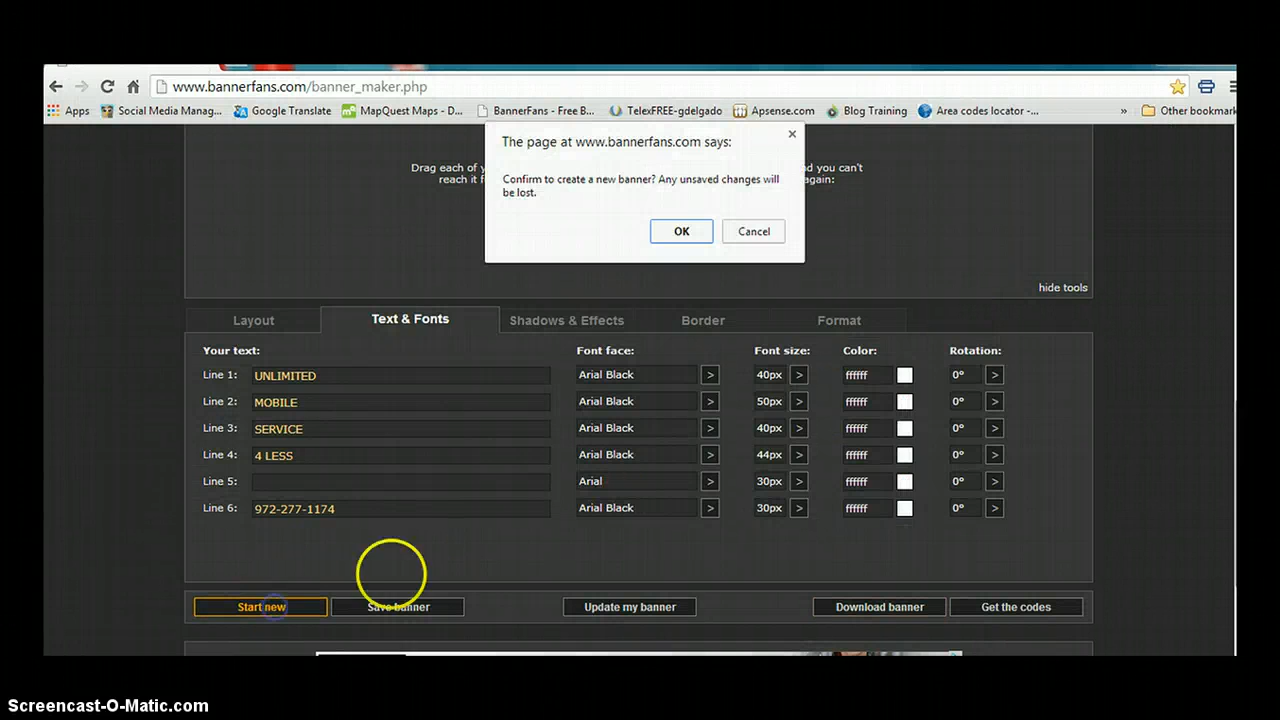 www.bannerfans.com/banner_maker.php
Apps Social Media Manag... Google Translate MapQuest Maps - D... BannerFans - Free B... TelexFREE-gdelgado Apsense.com Blog Training Area codes locator -... » Other bookmark
The page at www.bannerfans.com says:
Confirm to create a new banner? Any unsaved changes will
be lost.
OK Cancel
Drag each of y nd you can't
reach it f again:
hide tools
Layout Text & Fonts Shadows & Effects Border Format
Your text: Font face: Font size: Color: Rotation:
Line 1: UNLIMITED Arial Black > 40px > ffffff 0° >
Line 2: MOBILE Arial Black > 50px > ffffff 0° >
Line 3: SERVICE Arial Black > 40px > ffffff 0° >
Line 4: 4 LESS Arial Black > 44px > ffffff 0° >
Line 5: Arial > 30px > ffffff 0° >
Line 6: 972-277-1174 Arial Black > 30px > ffffff 0° >
Start new Save banner Update my banner Download banner Get the codes
Screencast-O-Matic.com